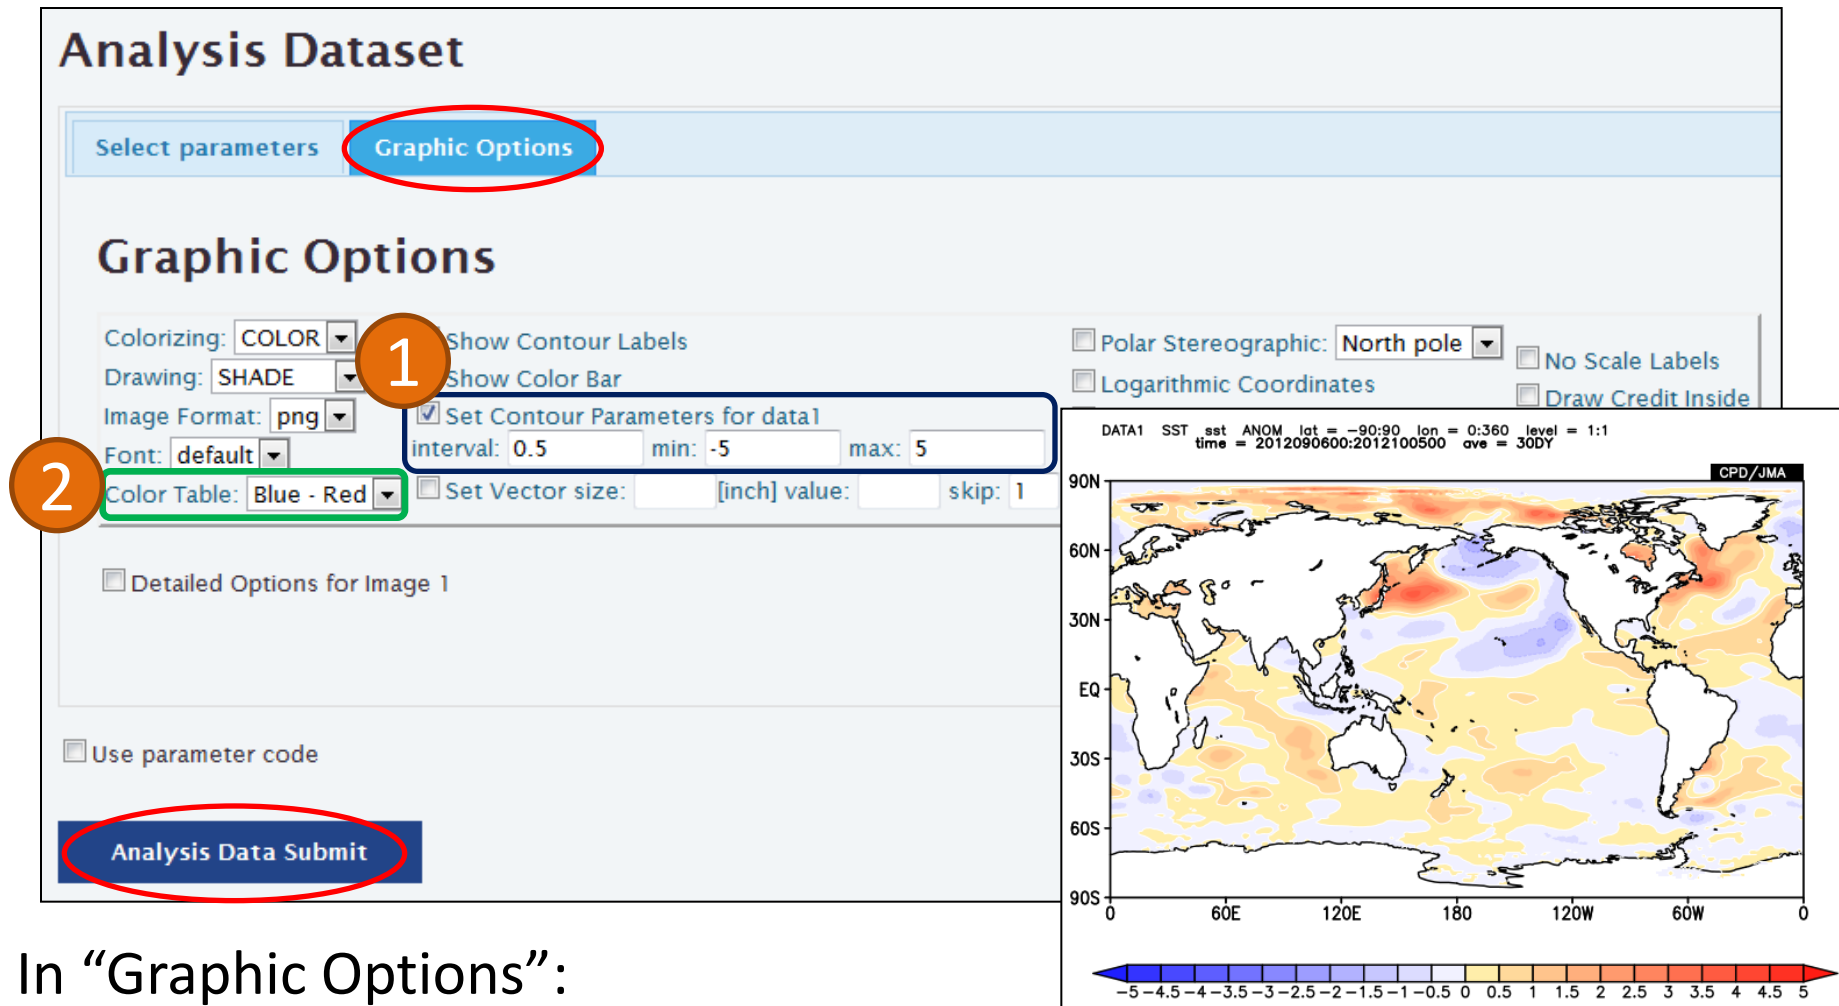 Analysis Dataset
Select parameters
Graphic Options
Graphic Options
Colorizing: COLOR
Drawing: SHADE
Image Format: png
Font: default
Color Table: Blue - Red
1
2
Show Contour Labels
Show Color Bar
Set Contour Parameters for data1
interval: 0.5 min: -5 max: 5
Set Vector size: [inch] value: skip: 1
Polar Stereographic: North pole
Logarithmic Coordinates
No Scale Labels
Draw Credit Inside
Detailed Options for Image 1
Use parameter code
Analysis Data Submit
DATA1 SST sst ANOM lat = -90:90 lon = 0:360 level = 1:1
time = 2012090600:2012100500 ave = 30DY
CPD/JMA
90N
60N
30N
EQ
30S
60S
90S
0 60E 120E 180 120W 60W 0
-5 -4.5 -4 -3.5 -3 -2.5 -2 -1.5 -1 -0.5 0 0.5 1 1.5 2 2.5 3 3.5 4 4.5 5
In “Graphic Options”: